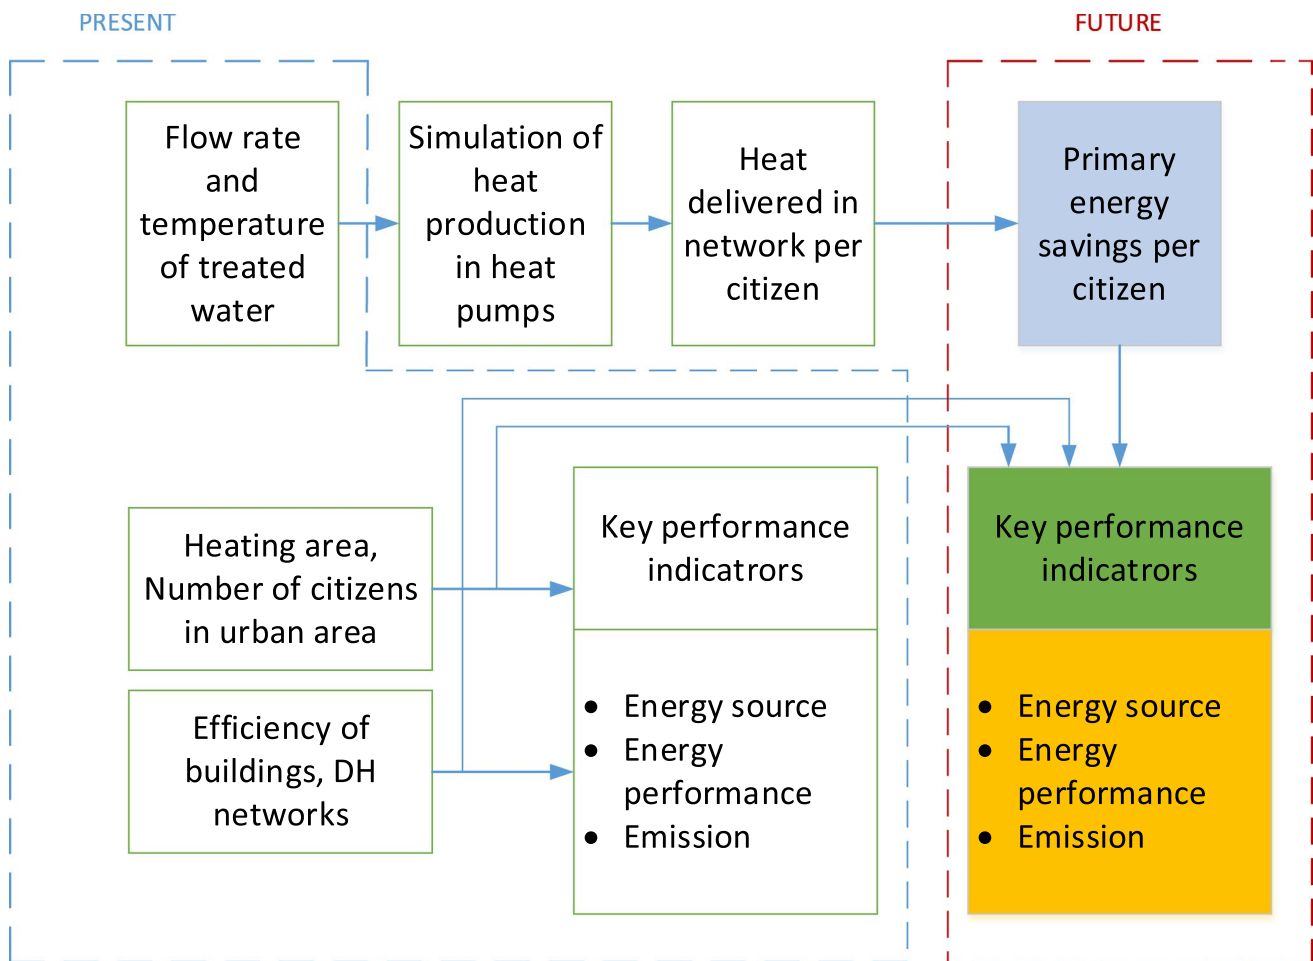 PRESENT
FUTURE
Flow rate
and
temperature
of treated
water
Simulation of
heat
production
in heat
pumps
Heat
delivered in
network per
citizen
Primary
energy
savings per
citizen
Heating area,
Number of citizens
in urban area
Efficiency of
buildings, DH
networks
Key performance
indicatrors
• Energy source
• Energy
performance
• Emission
Key performance
indicatrors
• Energy source
• Energy
performance
• Emission